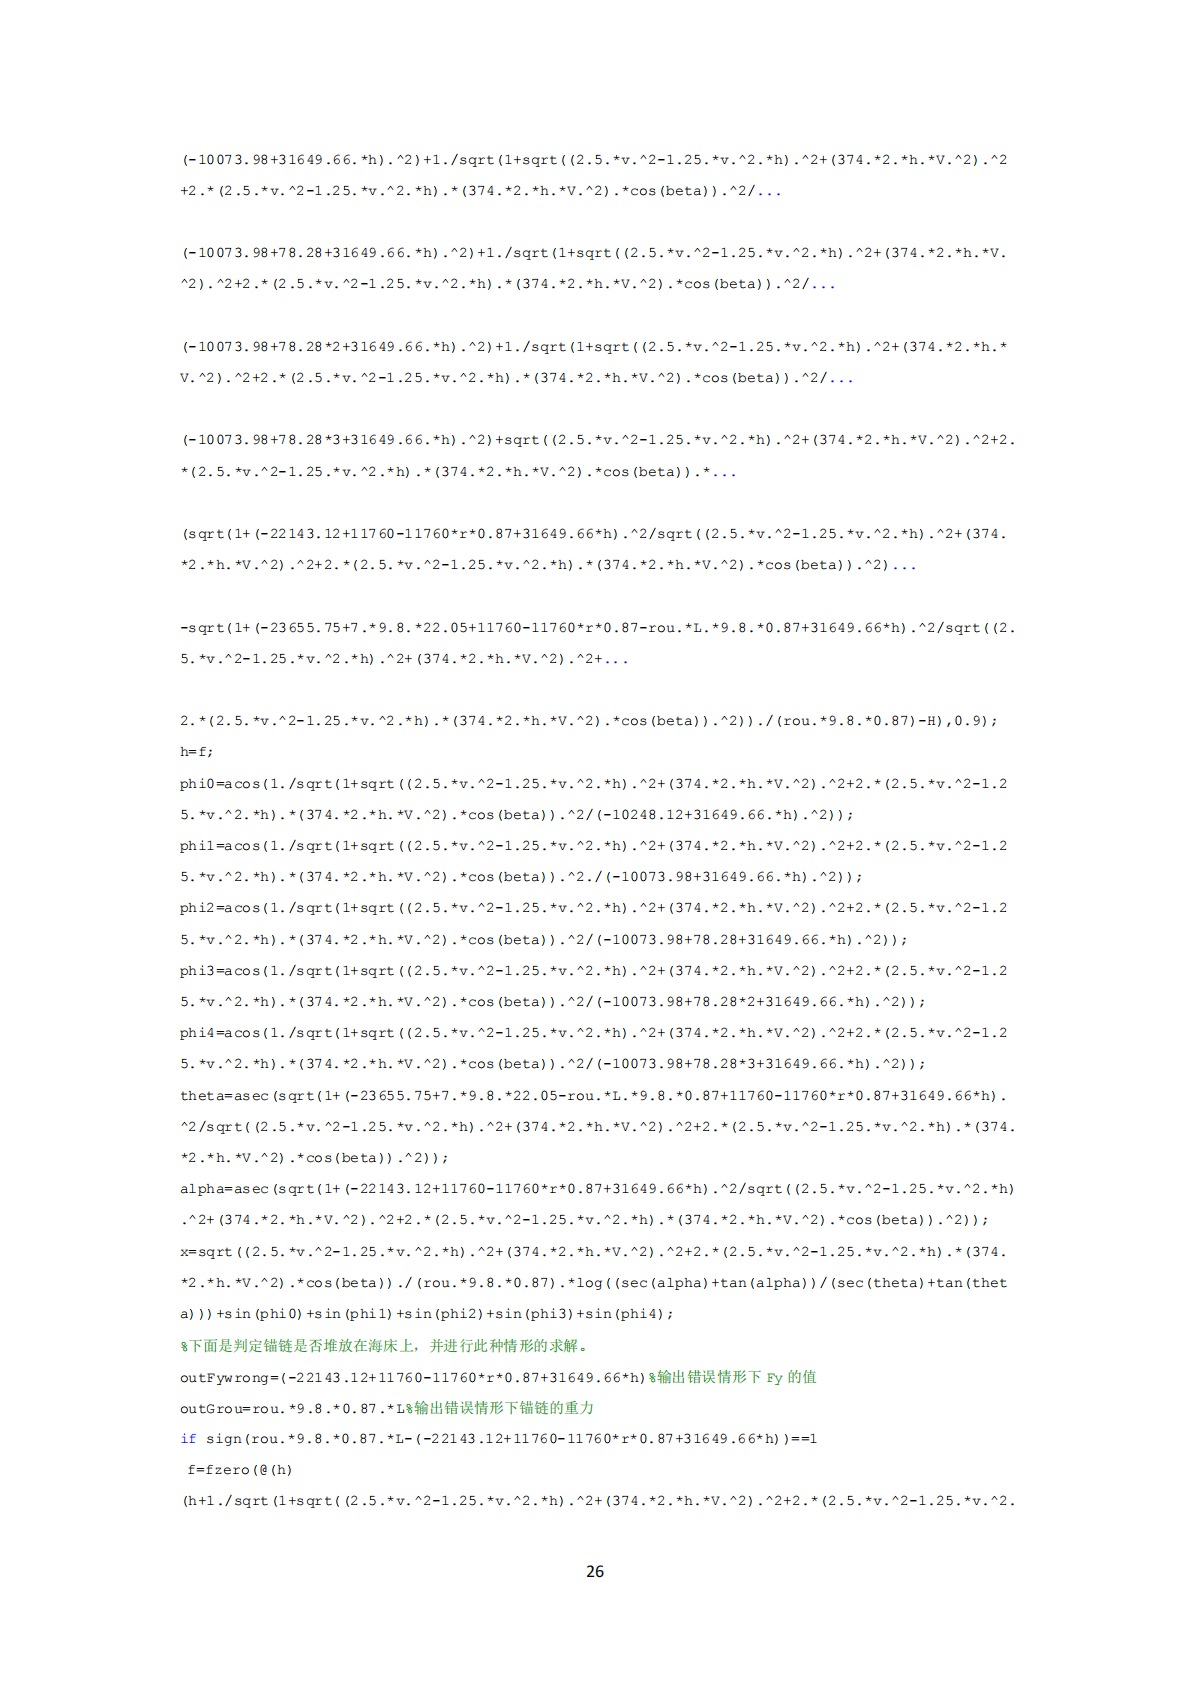 (-10073.98+31649.66.*h).^2)+1./sqrt(1+sqrt((2.5.*v.^2-1.25.*v.^2.*h).^2+(374.*2.*h.*V.^2).^2
+2.*(2.5.*v.^2-1.25.*v.^2.*h).*(374.*2.*h.*V.^2).*cos(beta)).^2/...
(-10073.98+78.28+31649.66.*h).^2)+1./sqrt(1+sqrt((2.5.*v.^2-1.25.*v.^2.*h).^2+(374.*2.*h.*V.
^2).^2+2.*(2.5.*v.^2-1.25.*v.^2.*h).*(374.*2.*h.*V.^2).*cos(beta)).^2/...
(-10073.98+78.28*2+31649.66.*h).^2)+1./sqrt(1+sqrt((2.5.*v.^2-1.25.*v.^2.*h).^2+(374.*2.*h.*
V.^2).^2+2.*(2.5.*v.^2-1.25.*v.^2.*h).*(374.*2.*h.*V.^2).*cos(beta)).^2/...
(-10073.98+78.28*3+31649.66.*h).^2)+sqrt((2.5.*v.^2-1.25.*v.^2.*h).^2+(374.*2.*h.*V.^2).^2+2.
*(2.5.*v.^2-1.25.*v.^2.*h).*(374.*2.*h.*V.^2).*cos(beta)).*...
(sqrt(1+(-22143.12+11760-11760*r*0.87+31649.66*h).^2/sqrt((2.5.*v.^2-1.25.*v.^2.*h).^2+(374.
*2.*h.*V.^2).^2+2.*(2.5.*v.^2-1.25.*v.^2.*h).*(374.*2.*h.*V.^2).*cos(beta)).^2)...
-sqrt(1+(-23655.75+7.*9.8.*22.05+11760-11760*r*0.87-rou.*L.*9.8.*0.87+31649.66*h).^2/sqrt((2.
5.*v.^2-1.25.*v.^2.*h).^2+(374.*2.*h.*V.^2).^2+...
2.*(2.5.*v.^2-1.25.*v.^2.*h).*(374.*2.*h.*V.^2).*cos(beta)).^2))./(rou.*9.8.*0.87)-H),0.9);
h=f;
phi0=acos(1./sqrt(1+sqrt((2.5.*v.^2-1.25.*v.^2.*h).^2+(374.*2.*h.*V.^2).^2+2.*(2.5.*v.^2-1.2
5.*v.^2.*h).*(374.*2.*h.*V.^2).*cos(beta)).^2/(-10248.12+31649.66.*h).^2));
phi1=acos(1./sqrt(1+sqrt((2.5.*v.^2-1.25.*v.^2.*h).^2+(374.*2.*h.*V.^2).^2+2.*(2.5.*v.^2-1.2
5.*v.^2.*h).*(374.*2.*h.*V.^2).*cos(beta)).^2./(-10073.98+31649.66.*h).^2));
phi2=acos(1./sqrt(1+sqrt((2.5.*v.^2-1.25.*v.^2.*h).^2+(374.*2.*h.*V.^2).^2+2.*(2.5.*v.^2-1.2
5.*v.^2.*h).*(374.*2.*h.*V.^2).*cos(beta)).^2/(-10073.98+78.28+31649.66.*h).^2));
phi3=acos(1./sqrt(1+sqrt((2.5.*v.^2-1.25.*v.^2.*h).^2+(374.*2.*h.*V.^2).^2+2.*(2.5.*v.^2-1.2
5.*v.^2.*h).*(374.*2.*h.*V.^2).*cos(beta)).^2/(-10073.98+78.28*2+31649.66.*h).^2));
phi4=acos(1./sqrt(1+sqrt((2.5.*v.^2-1.25.*v.^2.*h).^2+(374.*2.*h.*V.^2).^2+2.*(2.5.*v.^2-1.2
5.*v.^2.*h).*(374.*2.*h.*V.^2).*cos(beta)).^2/(-10073.98+78.28*3+31649.66.*h).^2));
theta=asec(sqrt(1+(-23655.75+7.*9.8.*22.05-rou.*L.*9.8.*0.87+11760-11760*r*0.87+31649.66*h).
^2/sqrt((2.5.*v.^2-1.25.*v.^2.*h).^2+(374.*2.*h.*V.^2).^2+2.*(2.5.*v.^2-1.25.*v.^2.*h).*(374.
*2.*h.*V.^2).*cos(beta)).^2));
alpha=asec(sqrt(1+(-22143.12+11760-11760*r*0.87+31649.66*h).^2/sqrt((2.5.*v.^2-1.25.*v.^2.*h)
.^2+(374.*2.*h.*V.^2).^2+2.*(2.5.*v.^2-1.25.*v.^2.*h).*(374.*2.*h.*V.^2).*cos(beta)).^2));
x=sqrt((2.5.*v.^2-1.25.*v.^2.*h).^2+(374.*2.*h.*V.^2).^2+2.*(2.5.*v.^2-1.25.*v.^2.*h).*(374.
*2.*h.*V.^2).*cos(beta))./(rou.*9.8.*0.87).*log((sec(alpha)+tan(alpha))/(sec(theta)+tan(thet
a)))+sin(phi0)+sin(phi1)+sin(phi2)+sin(phi3)+sin(phi4);
%下面是判定锚链是否堆放在海床上，并进行此种情形的求解。
outFywrong=(-22143.12+11760-11760*r*0.87+31649.66*h)%输出错误情形下 Fy 的值
outGrou=rou.*9.8.*0.87.*L%输出错误情形下锚链的重力
if sign(rou.*9.8.*0.87.*L-(-22143.12+11760-11760*r*0.87+31649.66*h))==1
f=fzero(@(h)
(h+1./sqrt(1+sqrt((2.5.*v.^2-1.25.*v.^2.*h).^2+(374.*2.*h.*V.^2).^2+2.*(2.5.*v.^2-1.25.*v.^2.
26